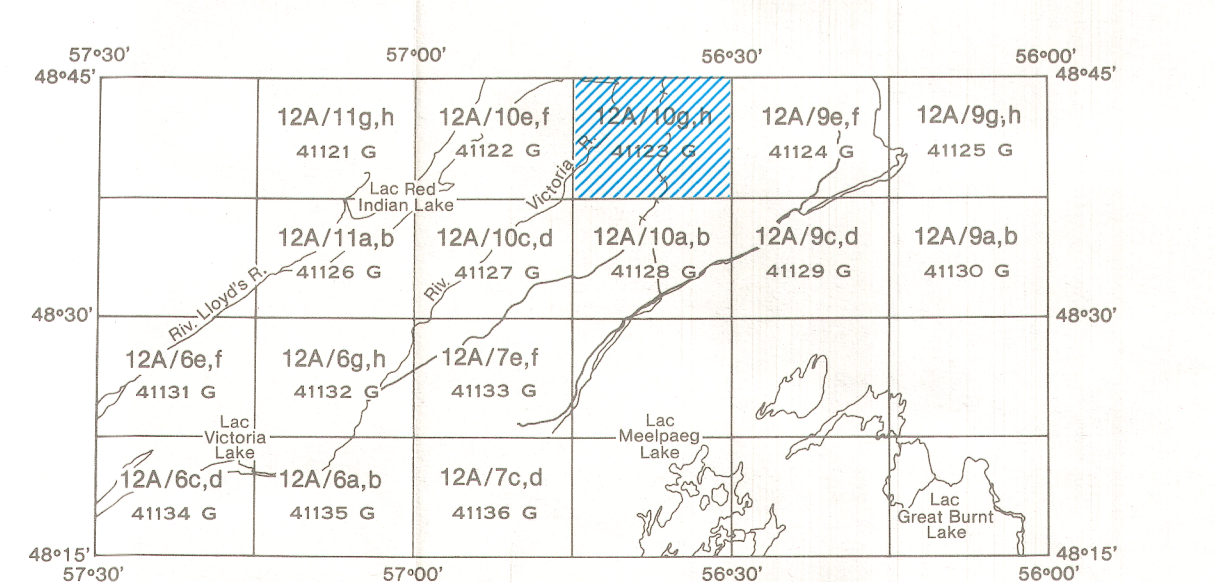 57°30' 57°00' 56°30' 56°00'
48°45' 48°45'
12A/11g,h 12A/10e,f 12A/10g,h 12A/9e,f 12A/9g,h
41121 G 41122 G 41123 G 41124 G 41125 G
Victoria R.
Lac Red
Indian Lake
12A/11a,b 12A/10c,d 12A/10a,b 12A/9c,d 12A/9a,b
41126 G 41127 G 41128 G 41129 G 41130 G
Riv. Lloyd's R.
Riv.
48°30' 48°30'
12A/6e,f 12A/6g,h 12A/7e,f
41131 G 41132 G 41133 G
Lac
Victoria
Lake
Lac
Meelpaeg
Lake
12A/6c,d 12A/6a,b 12A/7c,d
41134 G 41135 G 41136 G
Lac
Great Burnt
Lake
48°15' 48°15'
57°30' 57°00' 56°30' 56°00'